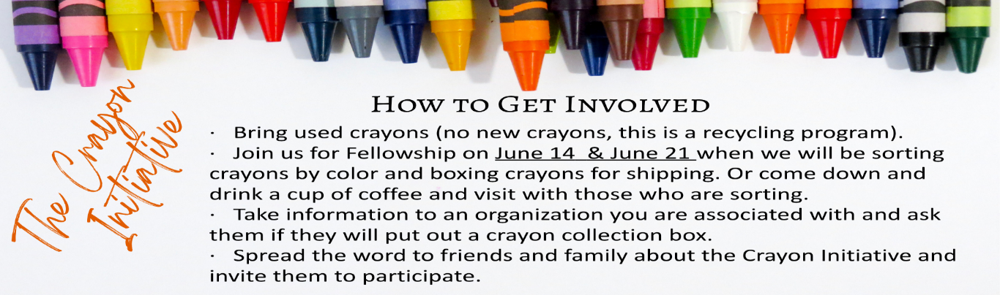 The Crayon
Initiative
How to Get Involved
· Bring used crayons (no new crayons, this is a recycling program).
· Join us for Fellowship on June 14 & June 21 when we will be sorting
crayons by color and boxing crayons for shipping. Or come down and
drink a cup of coffee and visit with those who are sorting.
· Take information to an organization you are associated with and ask
them if they will put out a crayon collection box.
· Spread the word to friends and family about the Crayon Initiative and
invite them to participate.